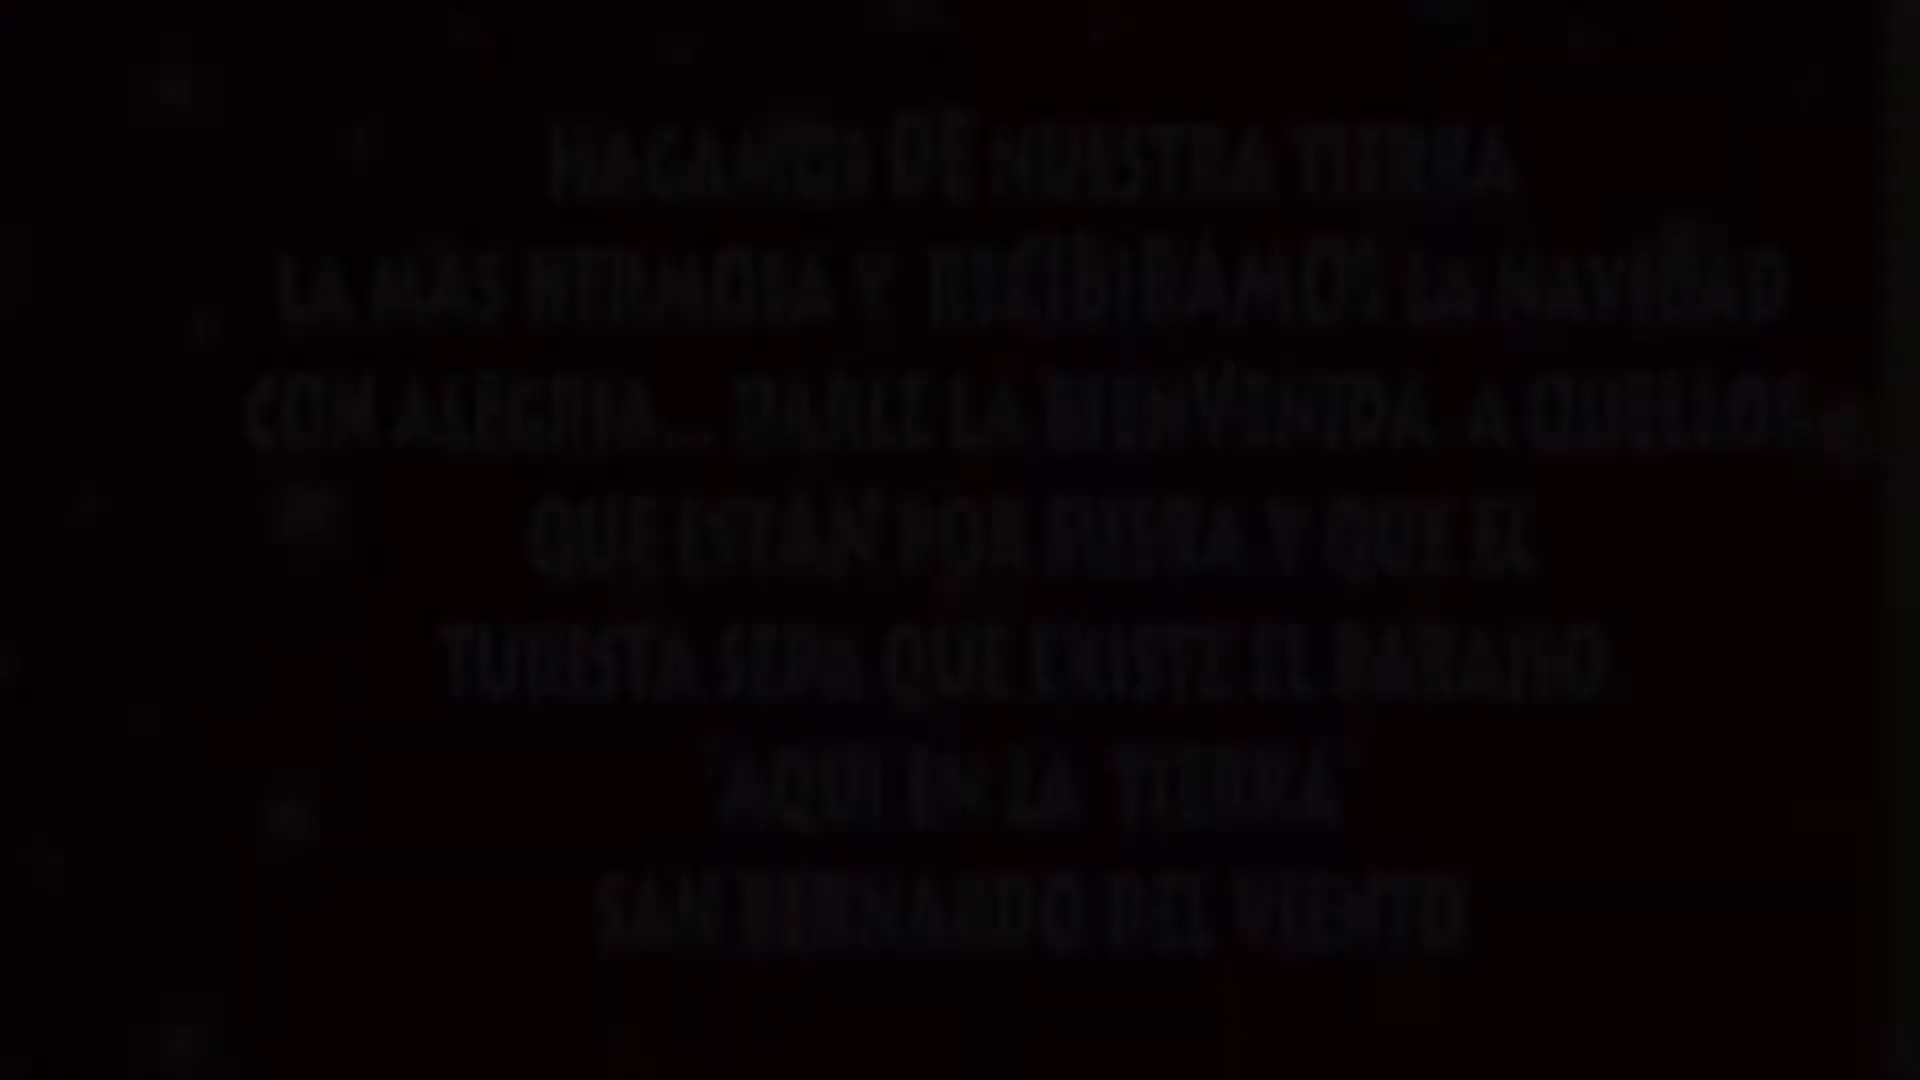 HAGAMOS DE NUESTRA TIERRA
LA MAS HERMOSA Y RECIBIRAMOS LA NAVIDAD
CON ALEGRIA... DARLE LA BIENVENIDA A QUELLOS
QUE ESTAN POR FUERA Y QUE EL
TURISTA SEPA QUE EXISTE EL PARAISO
"AQUI EN LA TIERRA"
SAN BERNARDO DEL VIENTO